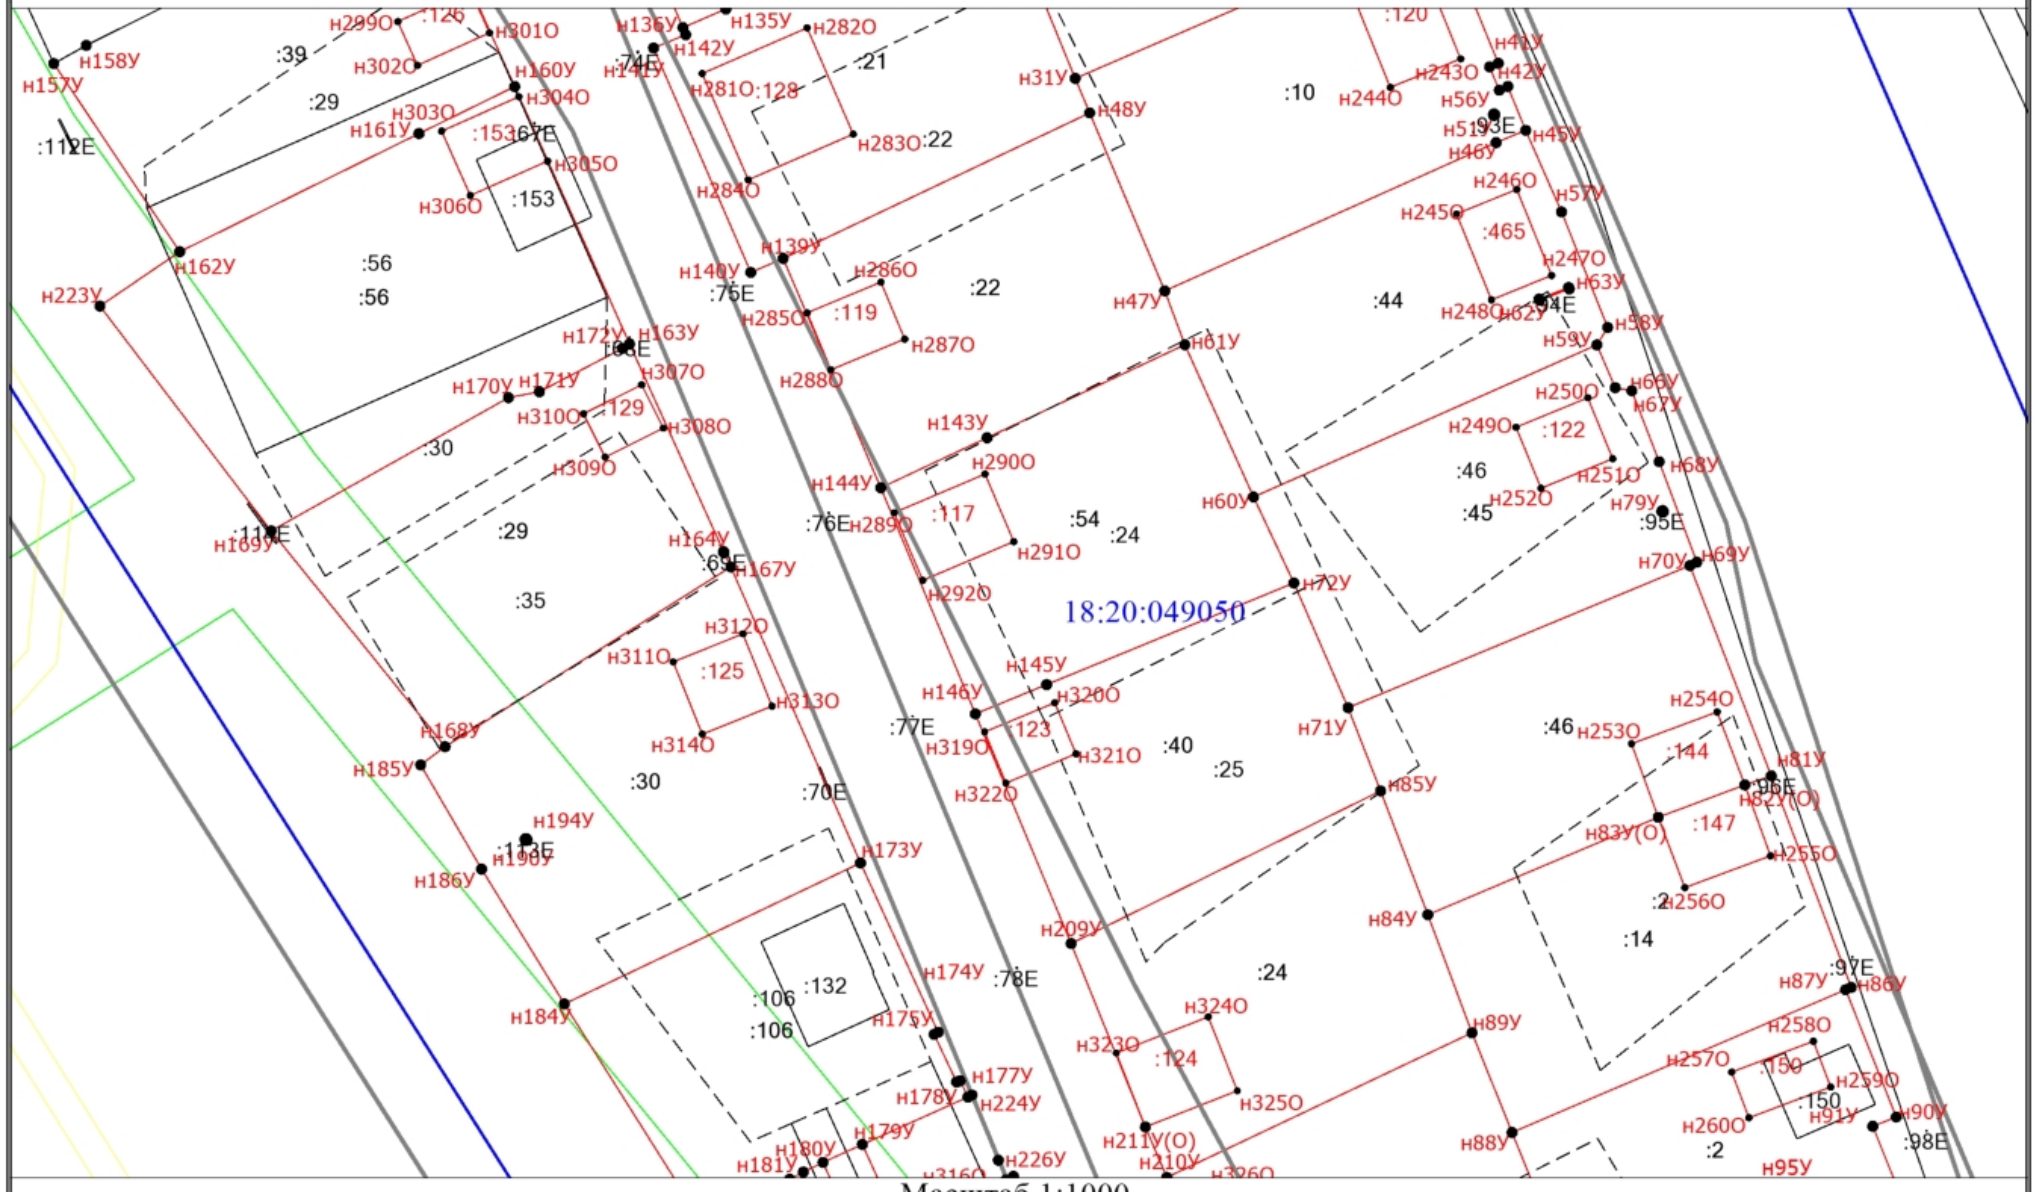 н299О
:126
н301О
н158У
:39
н302О
н157У
н160У
:29
н304О
н303О
н161У
:153
:67Е
:112Е
н305О
:153
н306О
:56
н162У
:56
н223У
н172У
н163У
:68Е
н307О
н170У
н171У
:129
н310О
н308О
:30
н309О
:29
н169У
н164У
:69Е
н167У
:35
н312О
н311О
:125
н313О
н168У
н314О
н185У
:30
:70Е
н194У
:113Е
н190У
н186У
н173У
н174У
:132
:106
н184У
:106
н175У
н177У
н178У
н224У
н179У
н180У
н181У
н226У
н316О
н136У
н135У
н282О
:74Е
н142У
н141У
:21
н281О
:128
н283О
:22
н284О
н31У
н48У
:10
н139У
н140У
:75Е
н286О
:22
н285О
:119
н287О
н288О
н47У
:44
н61У
н143У
н290О
н144У
:76Е
н289О
:117
н291О
:54
:24
н292О
н60У
н72У
18:20:049050
н145У
н146У
н320О
:77Е
н319О
:123
н321О
:40
:25
н322О
н71У
н85У
н209У
:78Е
:24
н84У
н324О
н323О
:124
н325О
н89У
н211У(О)
н210У
н326О
н88У
:120
н41У
н243О
н42У
н244О
н56У
н51У
:93Е
н45У
н46У
н246О
н57У
н245О
:465
н247О
н63У
н248О
н62У
:94Е
н58У
н59У
н250О
н66У
н67У
н249О
:122
:46
н251О
н68У
н252О
:45
н79У
:95Е
н70У
н69У
н254О
:46
н253О
:144
н81У
:96Е
н82У(О)
н83У(О)
:147
н255О
:2
н256О
:14
:97Е
н87У
н86У
н258О
н257О
:150
н259О
:150
н91У
н90У
н260О
:98Е
:2
н95У
Масштаб 1:1000